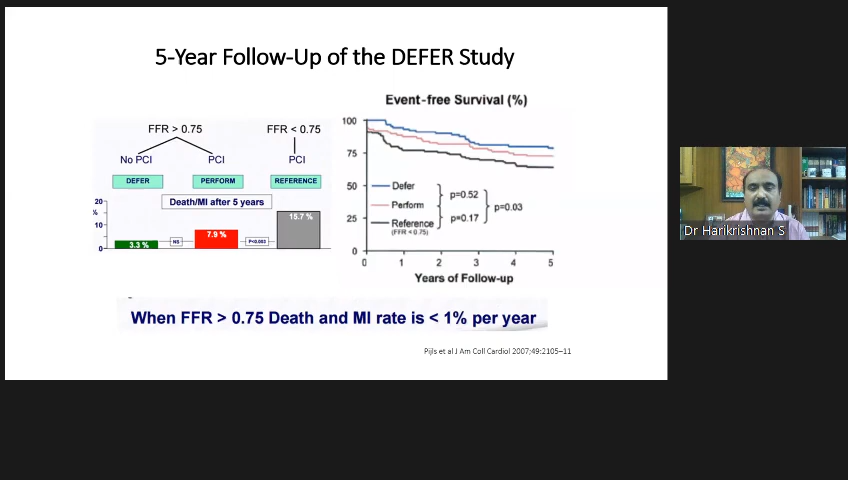 5-Year Follow-Up of the DEFER Study
FFR > 0.75 FFR < 0.75
No PCI PCI PCI
DEFER PERFORM REFERENCE
Death/MI after 5 years
20
%
10
0
3.3 %
NS
7.9 %
P<0.003
15.7 %
Event-free Survival (%)
100
75
50
25
0
Defer
Perform
Reference
(FFR < 0.75)
p=0.52
p=0.17
p=0.03
0 1 2 3 4 5
Years of Follow-up
When FFR > 0.75 Death and MI rate is < 1% per year
Pijls et al J Am Coll Cardiol 2007;49:2105–11
Dr Harikrishnan S